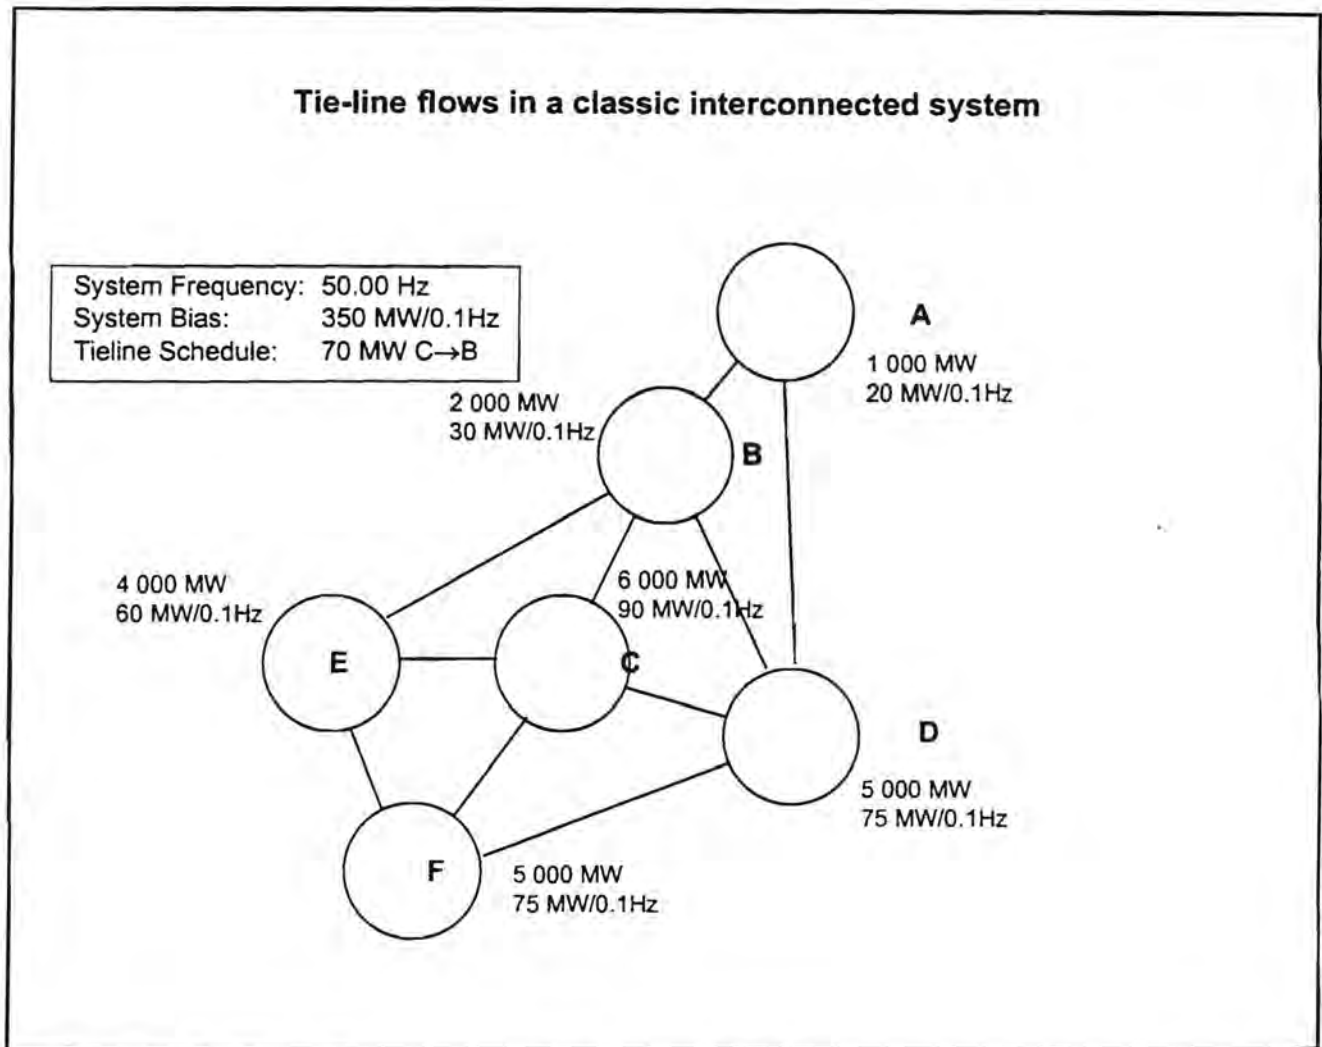 Tie-line flows in a classic interconnected system
System Frequency: 50.00 Hz
System Bias: 350 MW/0.1Hz
Tieline Schedule: 70 MW C→B
A
1 000 MW
20 MW/0.1Hz
2 000 MW
30 MW/0.1Hz
B
4 000 MW
60 MW/0.1Hz
6 000 MW
90 MW/0.1Hz
E
C
D
5 000 MW
75 MW/0.1Hz
F
5 000 MW
75 MW/0.1Hz